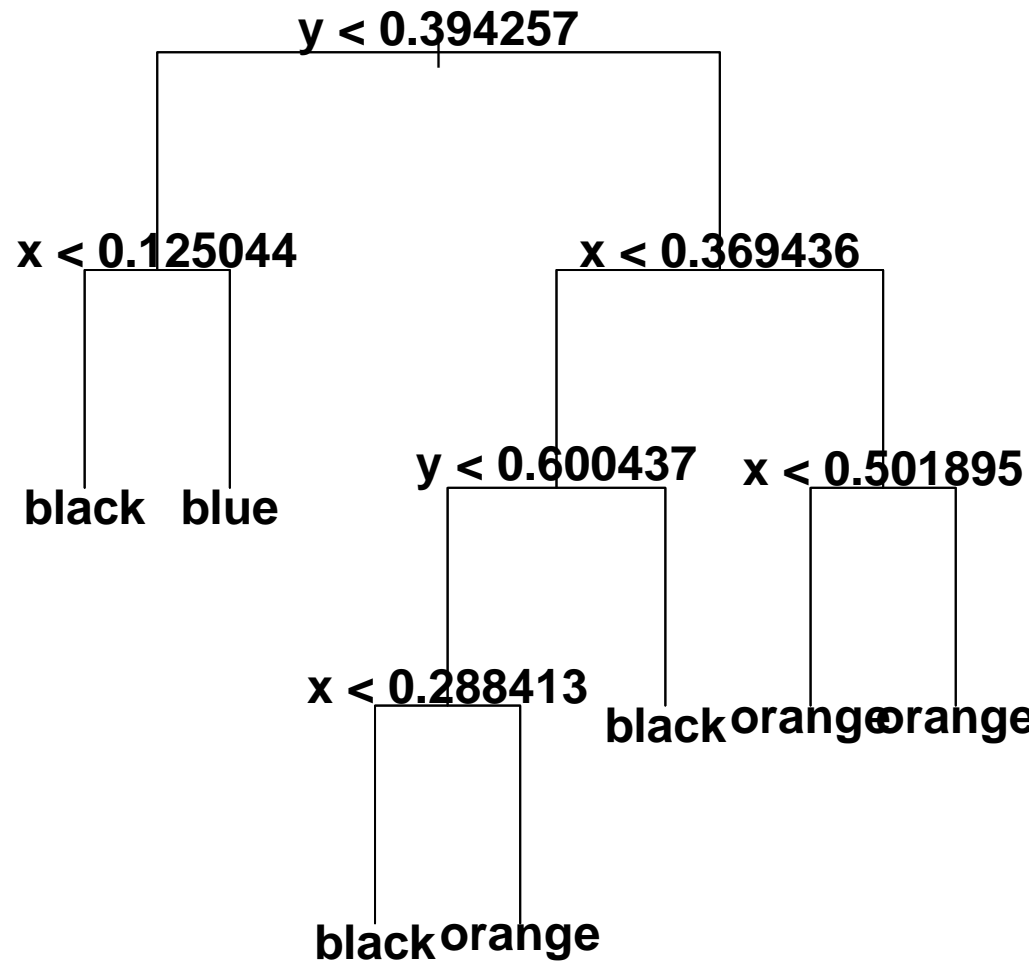 y < 0.394257
x < 0.125044
x < 0.369436
y < 0.600437
x < 0.501895
black
blue
x < 0.288413
black
orange
orange
black
orange